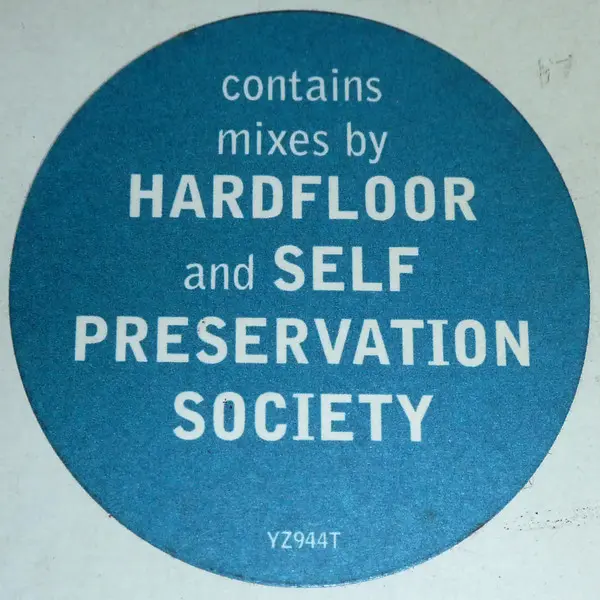 contains
mixes by
HARDFLOOR
and SELF
PRESERVATION
SOCIETY
YZ944T